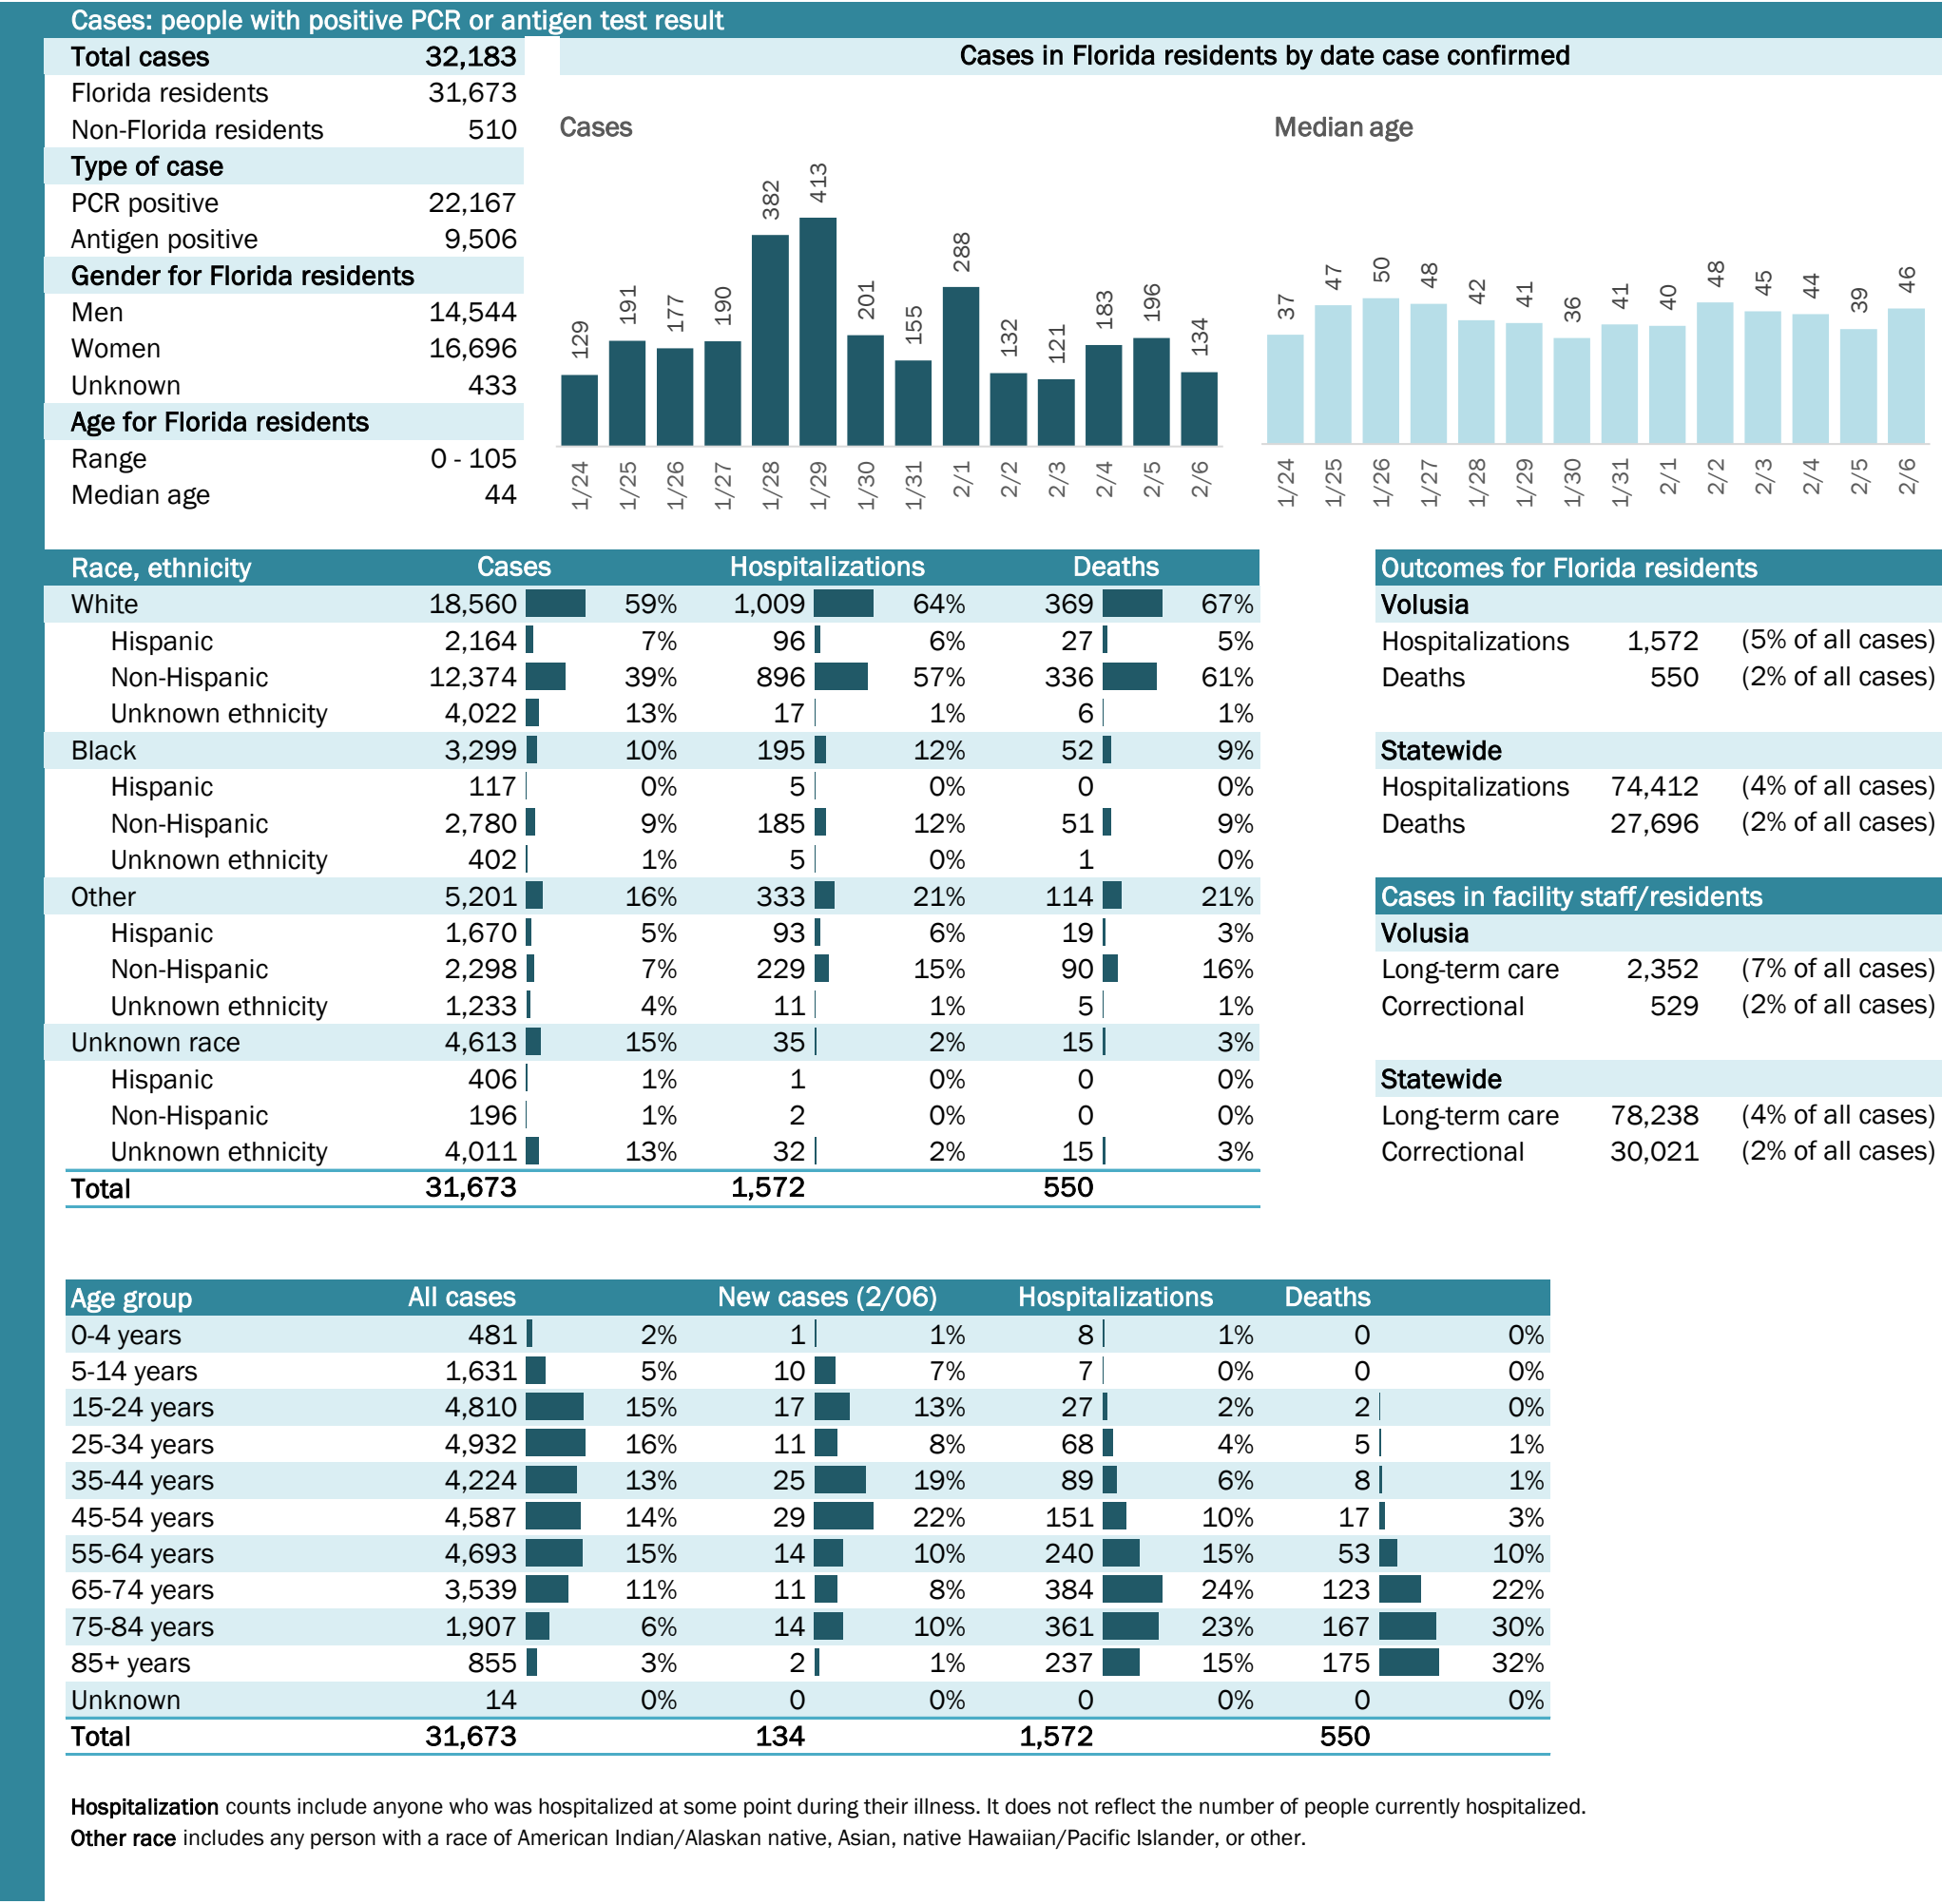 Cases: people with positive PCR or antigen test result
Total cases 32,183
Florida residents 31,673
Non-Florida residents 510
Type of case
PCR positive 22,167
Antigen positive 9,506
Gender for Florida residents
Men 14,544
Women 16,696
Unknown 433
Age for Florida residents
Range 0 - 105
Median age 44
Cases in Florida residents by date case confirmed
Cases
129 191 177 190 382 413 201 155 288 132 121 183 196 134
1/24 1/25 1/26 1/27 1/28 1/29 1/30 1/31 2/1 2/2 2/3 2/4 2/5 2/6
Median age
37 47 50 48 42 41 36 41 40 48 45 44 39 46
1/24 1/25 1/26 1/27 1/28 1/29 1/30 1/31 2/1 2/2 2/3 2/4 2/5 2/6
Race, ethnicity Cases Hospitalizations Deaths
White 18,560 59% 1,009 64% 369 67%
Hispanic 2,164 7% 96 6% 27 5%
Non-Hispanic 12,374 39% 896 57% 336 61%
Unknown ethnicity 4,022 13% 17 1% 6 1%
Black 3,299 10% 195 12% 52 9%
Hispanic 117 0% 5 0% 0 0%
Non-Hispanic 2,780 9% 185 12% 51 9%
Unknown ethnicity 402 1% 5 0% 1 0%
Other 5,201 16% 333 21% 114 21%
Hispanic 1,670 5% 93 6% 19 3%
Non-Hispanic 2,298 7% 229 15% 90 16%
Unknown ethnicity 1,233 4% 11 1% 5 1%
Unknown race 4,613 15% 35 2% 15 3%
Hispanic 406 1% 1 0% 0 0%
Non-Hispanic 196 1% 2 0% 0 0%
Unknown ethnicity 4,011 13% 32 2% 15 3%
Total 31,673 1,572 550
Outcomes for Florida residents
Volusia
Hospitalizations 1,572 (5% of all cases)
Deaths 550 (2% of all cases)
Statewide
Hospitalizations 74,412 (4% of all cases)
Deaths 27,696 (2% of all cases)
Cases in facility staff/residents
Volusia
Long-term care 2,352 (7% of all cases)
Correctional 529 (2% of all cases)
Statewide
Long-term care 78,238 (4% of all cases)
Correctional 30,021 (2% of all cases)
Age group All cases New cases (2/06) Hospitalizations Deaths
0-4 years 481 2% 1 1% 8 1% 0 0%
5-14 years 1,631 5% 10 7% 7 0% 0 0%
15-24 years 4,810 15% 17 13% 27 2% 2 0%
25-34 years 4,932 16% 11 8% 68 4% 5 1%
35-44 years 4,224 13% 25 19% 89 6% 8 1%
45-54 years 4,587 14% 29 22% 151 10% 17 3%
55-64 years 4,693 15% 14 10% 240 15% 53 10%
65-74 years 3,539 11% 11 8% 384 24% 123 22%
75-84 years 1,907 6% 14 10% 361 23% 167 30%
85+ years 855 3% 2 1% 237 15% 175 32%
Unknown 14 0% 0 0% 0 0% 0 0%
Total 31,673 134 1,572 550
Hospitalization counts include anyone who was hospitalized at some point during their illness. It does not reflect the number of people currently hospitalized.
Other race includes any person with a race of American Indian/Alaskan native, Asian, native Hawaiian/Pacific Islander, or other.